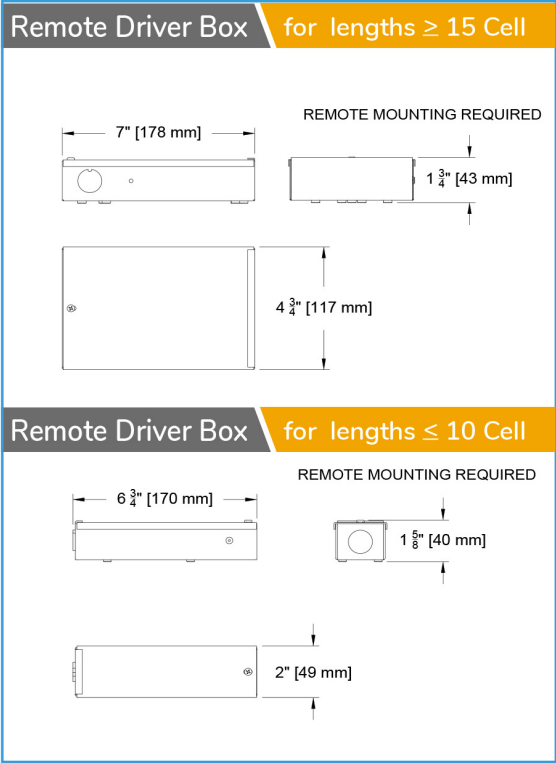 Remote Driver Box for lengths ≥ 15 Cell
REMOTE MOUNTING REQUIRED
7" [178 mm]
1 3/4" [43 mm]
4 3/4" [117 mm]
Remote Driver Box for lengths ≤ 10 Cell
REMOTE MOUNTING REQUIRED
6 3/4" [170 mm]
1 5/8" [40 mm]
2" [49 mm]